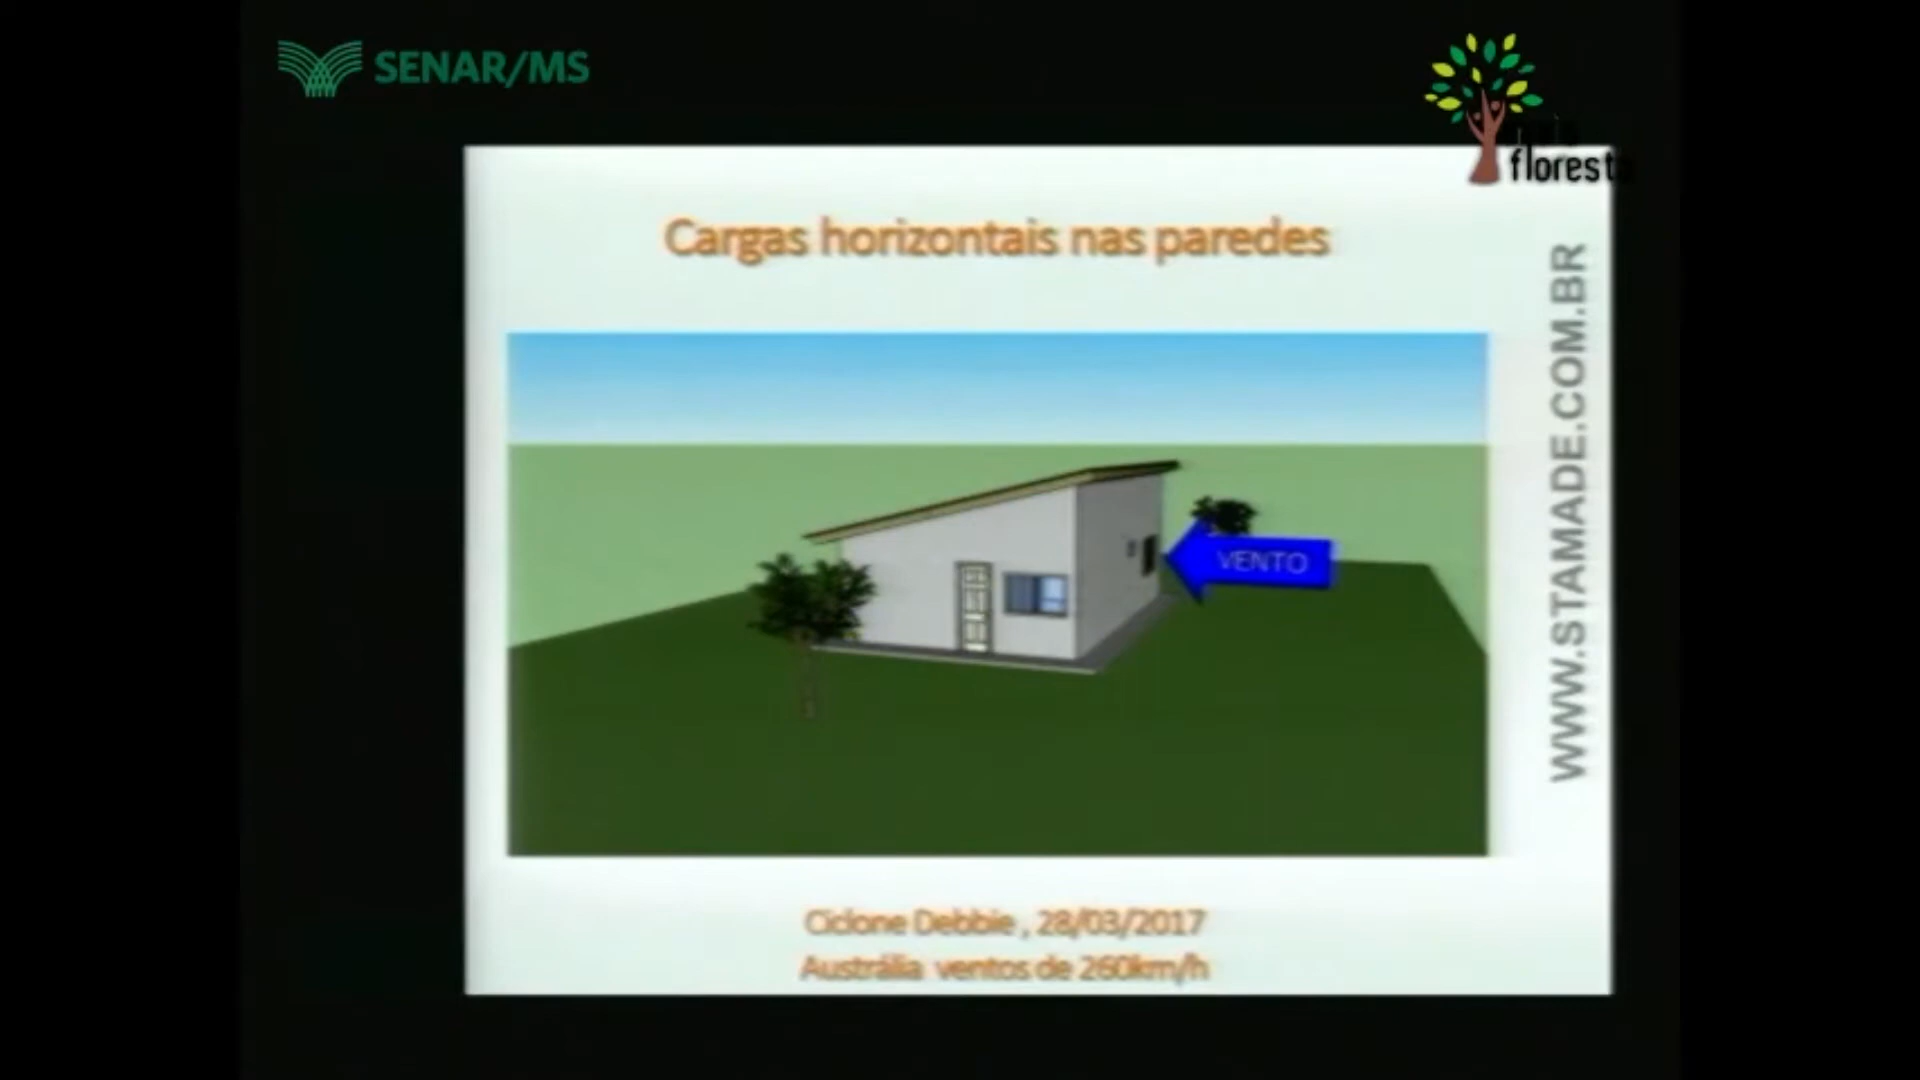 SENAR/MS
floresta
Cargas horizontais nas paredes
VENTO
WWW.STAMADE.COM.BR
Ciclone Debbie , 28/03/2017
Austrália ventos de 260km/h